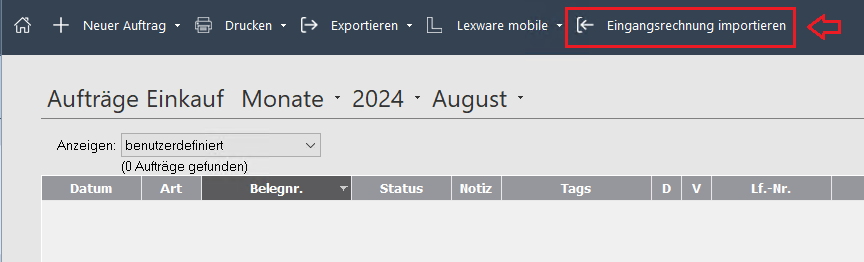 Neuer Auftrag Drucken Exportieren Lexware mobile Eingangsrechnung importieren
Aufträge Einkauf Monate 2024 August
Anzeigen: benutzerdefiniert
(0 Aufträge gefunden)
Datum Art Belegnr. Status Notiz Tags D V Lf.-Nr.